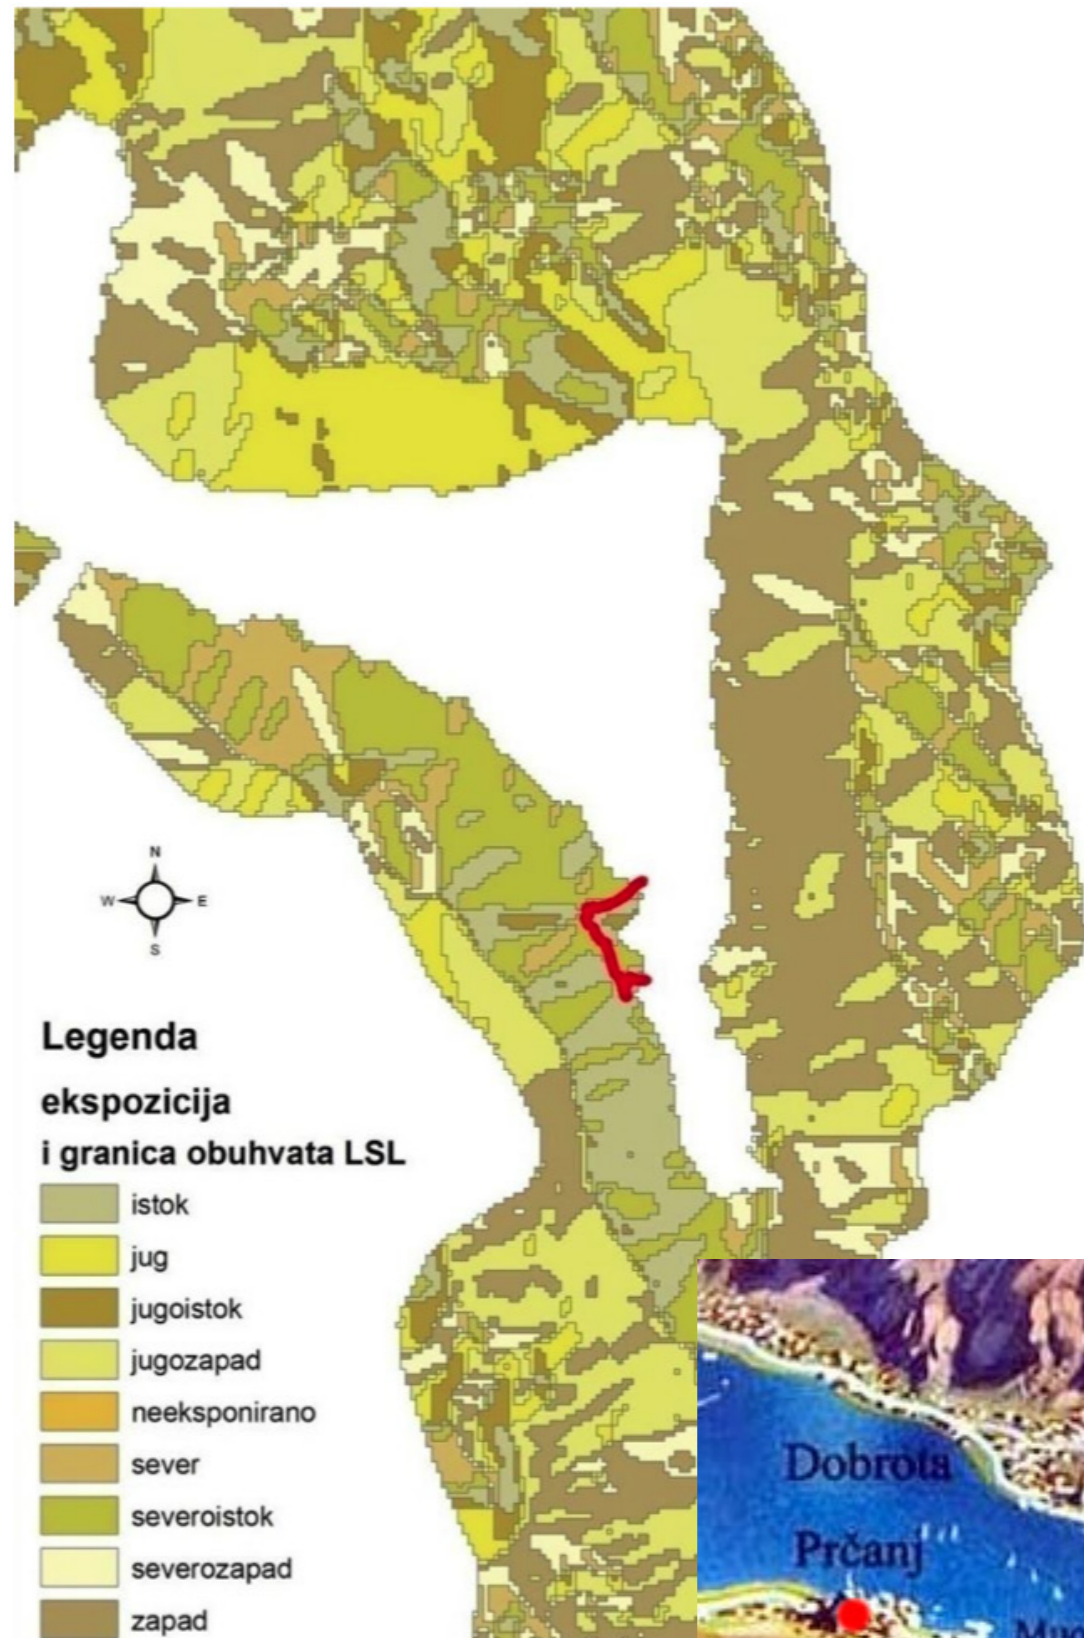 N
W E
S
Legenda
ekspozicija
i granica obuhvata LSL
istok
jug
jugoistok
jugozapad
neeksponirano
sever
severoistok
severozapad
zapad
Dobrota
Prčanj